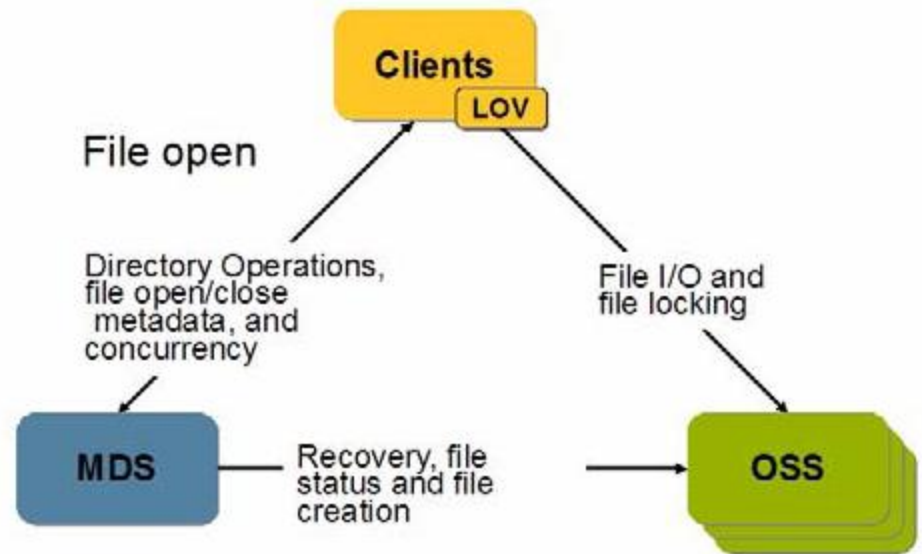 Clients
LOV
File open
Directory Operations,
file open/close
metadata, and
concurrency
File I/O and
file locking
MDS
Recovery, file
status and file
creation
OSS